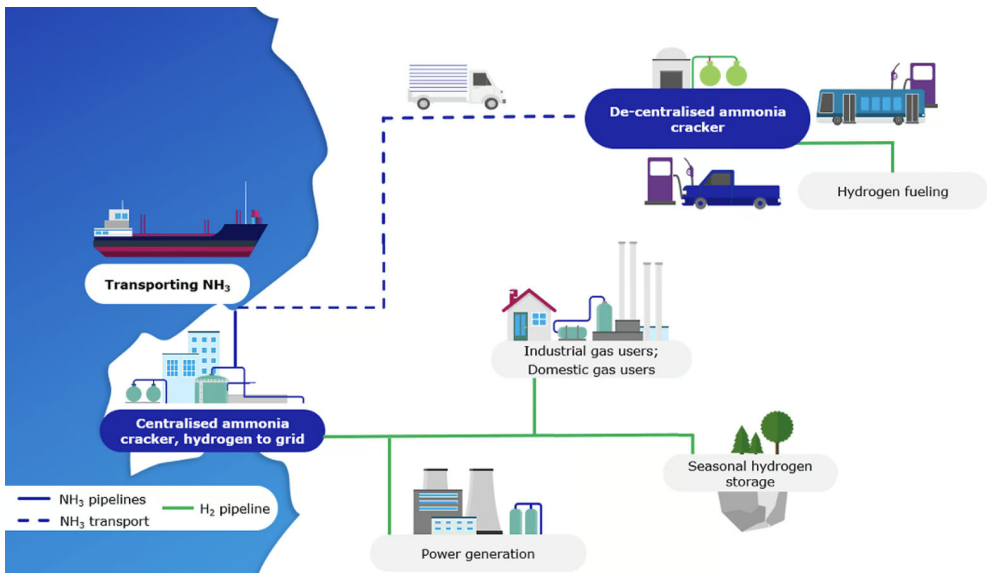 De-centralised ammonia
cracker
Hydrogen fueling
Transporting NH₃
Industrial gas users;
Domestic gas users
Centralised ammonia
cracker, hydrogen to grid
Seasonal hydrogen
storage
NH₃ pipelines
H₂ pipeline
NH₃ transport
Power generation